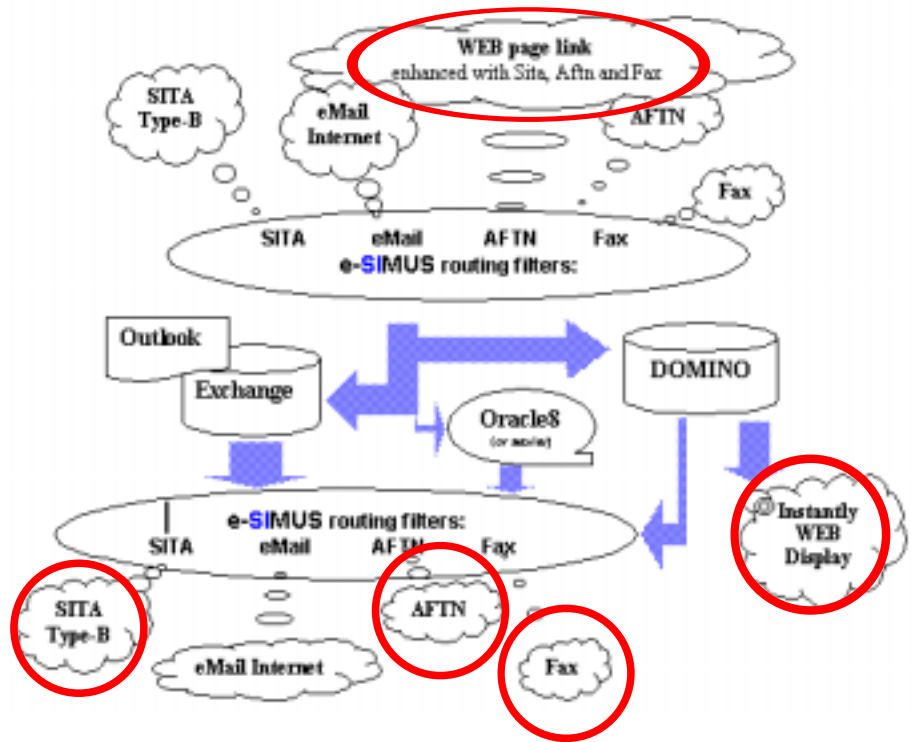 WEB page link
enhanced with Sita, Aftn and Fax
SITA
Type-B
eMail
Internet
AFTN
Fax
SITA eMail AFTN Fax
e-SIMUS routing filters:
Outlook
Exchange
DOMINO
Oracle8
e-SIMUS routing filters:
SITA eMail AFTN Fax
Instantly
WEB
Display
SITA
Type-B
AFTN
eMail Internet
Fax